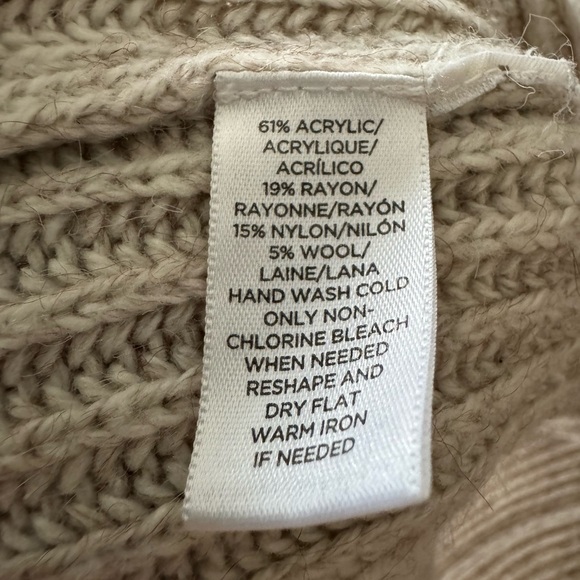 61% ACRYLIC/
ACRYLIQUE/
ACRÍLICO
19% RAYON/
RAYONNE/RAYÓN
15% NYLON/NILÓN
5% WOOL/
LAINE/LANA
HAND WASH COLD
ONLY NON-
CHLORINE BLEACH
WHEN NEEDED
RESHAPE AND
DRY FLAT
WARM IRON
IF NEEDED